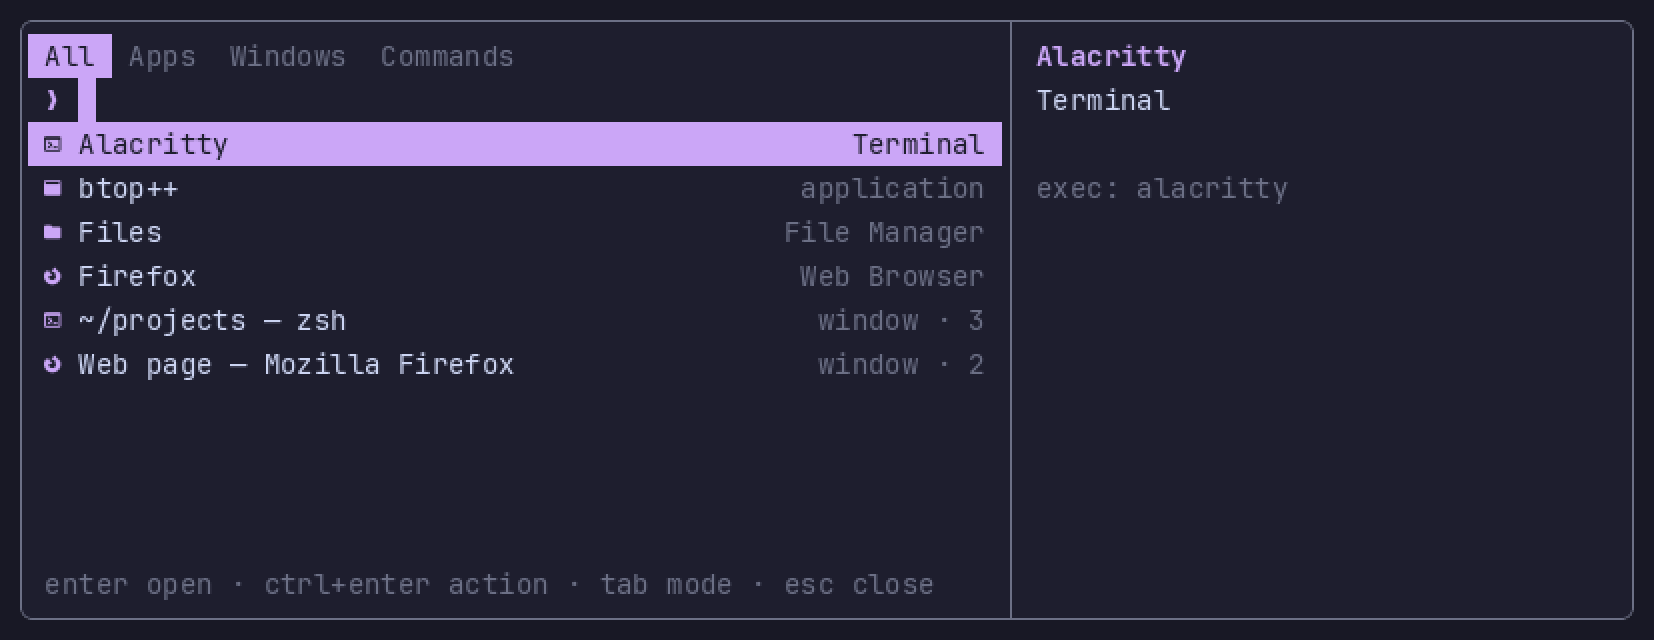 All Apps Windows Commands
❯
Alacritty Terminal
btop++ application
Files File Manager
Firefox Web Browser
~/projects — zsh window · 3
Web page — Mozilla Firefox window · 2
enter open · ctrl+enter action · tab mode · esc close
Alacritty
Terminal
exec: alacritty